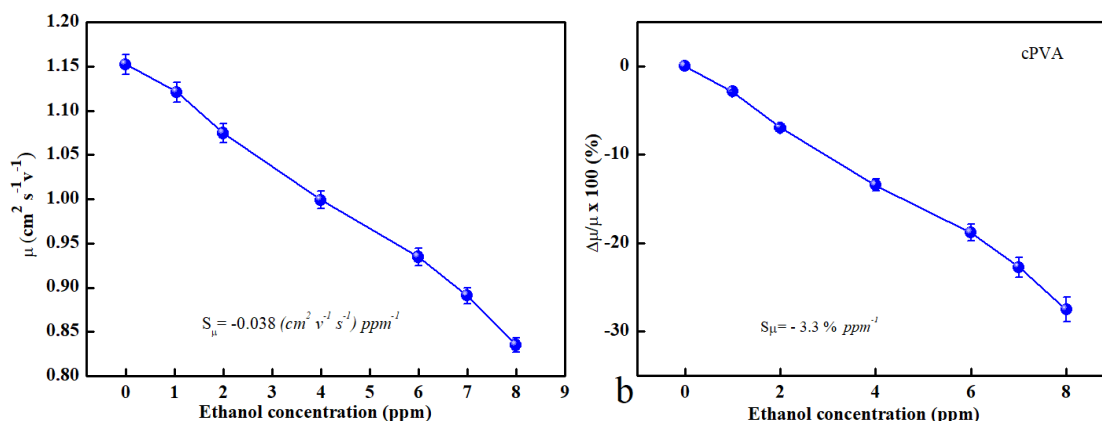 1.20
1.15
1.10
1.05
1.00
0.95
0.90
0.85
0.80
μ (cm² s⁻¹v⁻¹)
S_μ= -0.038 (cm² v⁻¹ s⁻¹) ppm⁻¹
0 1 2 3 4 5 6 7 8 9
Ethanol concentration (ppm)
cPVA
0
-10
-20
-30
Δμ/μ x 100 (%)
Sμ= - 3.3 % ppm⁻¹
b
0 2 4 6 8
Ethanol concentration (ppm)